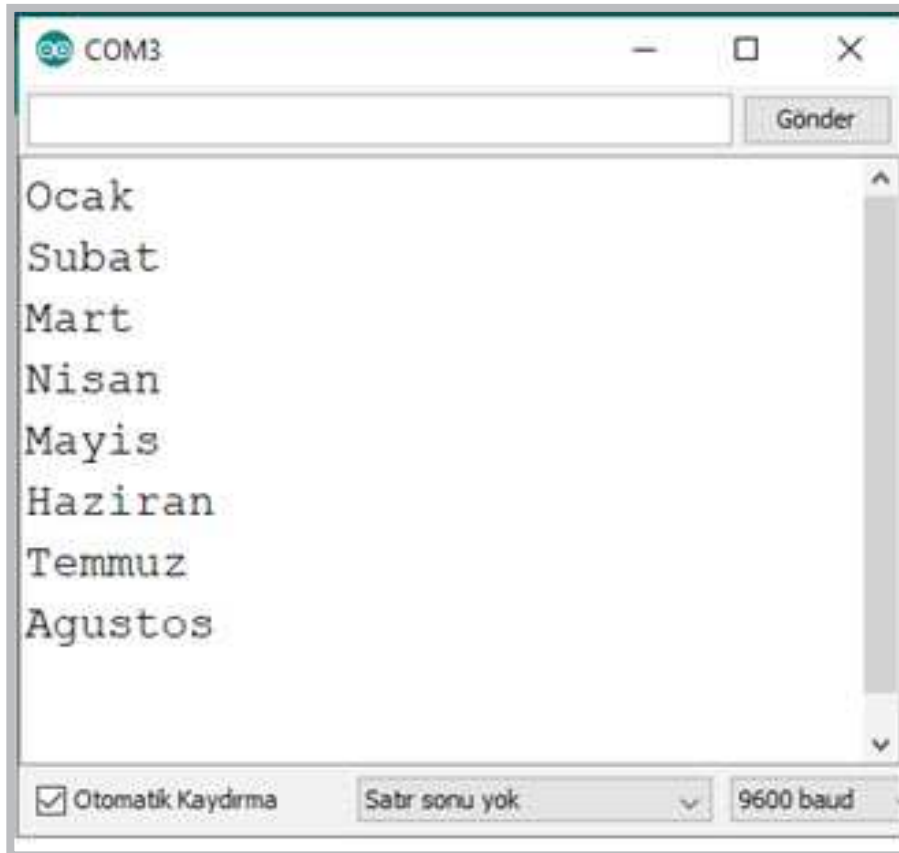 COM3
Gönder
Ocak
Subat
Mart
Nisan
Mayis
Haziran
Temmuz
Agustos
Otomatik Kaydırma Satır sonu yok 9600 baud